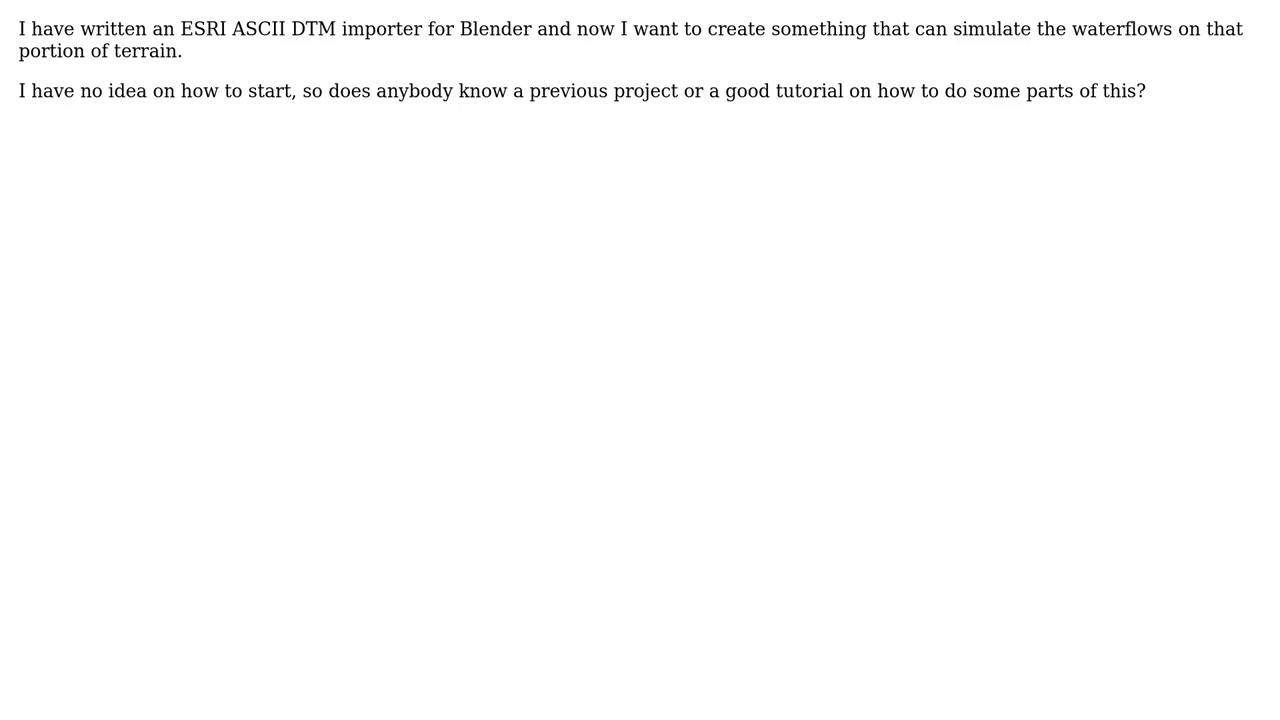 I have written an ESRI ASCII DTM importer for Blender and now I want to create something that can simulate the waterflows on that
portion of terrain.
I have no idea on how to start, so does anybody know a previous project or a good tutorial on how to do some parts of this?